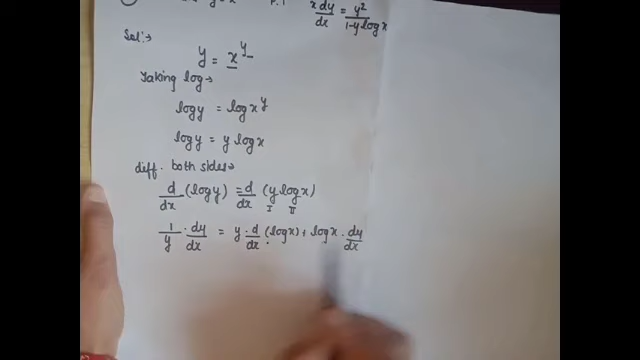 x dy/dx = y²/1-y log x
Sol:→
y = x^y
Taking log→
log y = log x^y
log y = y log x
diff. both sides→
d/dx (log y) = d/dx (y log x)
I II
1/y · dy/dx = y · d/dx (log x) + log x · dy/dx